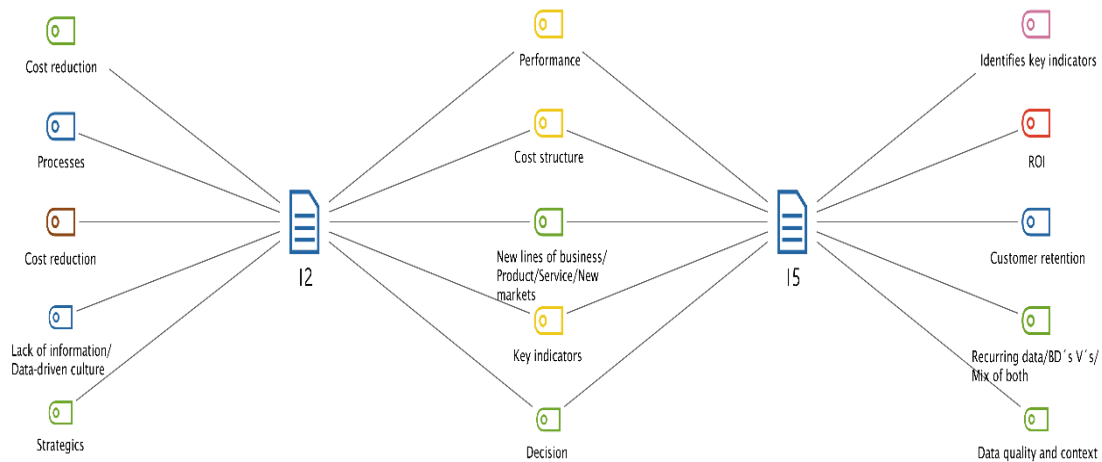 Cost reduction
Performance
Identifies key indicators
Processes
Cost structure
ROI
Cost reduction
12
New lines of business/
Product/Service/New
markets
15
Customer retention
Lack of information/
Data-driven culture
Key indicators
Recurring data/BD´s V´s/
Mix of both
Strategics
Decision
Data quality and context